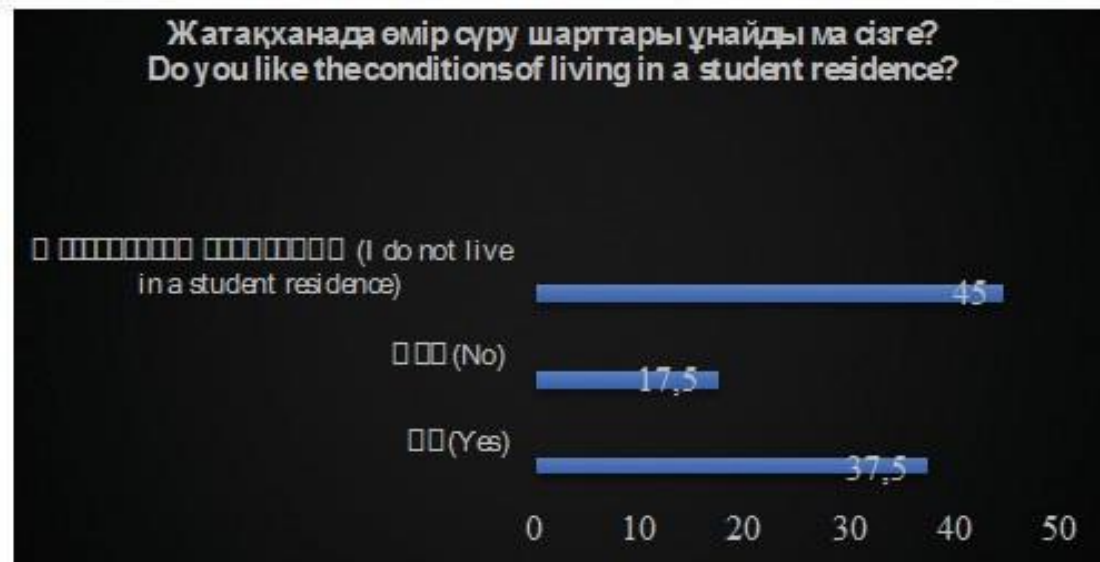 Жатақханада өмір сүру шарттары ұнайды ма сізге?
Do you like the conditions of living in a student residence?
(I do not live
in a student residence)
45
(No)
17,5
(Yes)
37,5
0 10 20 30 40 50